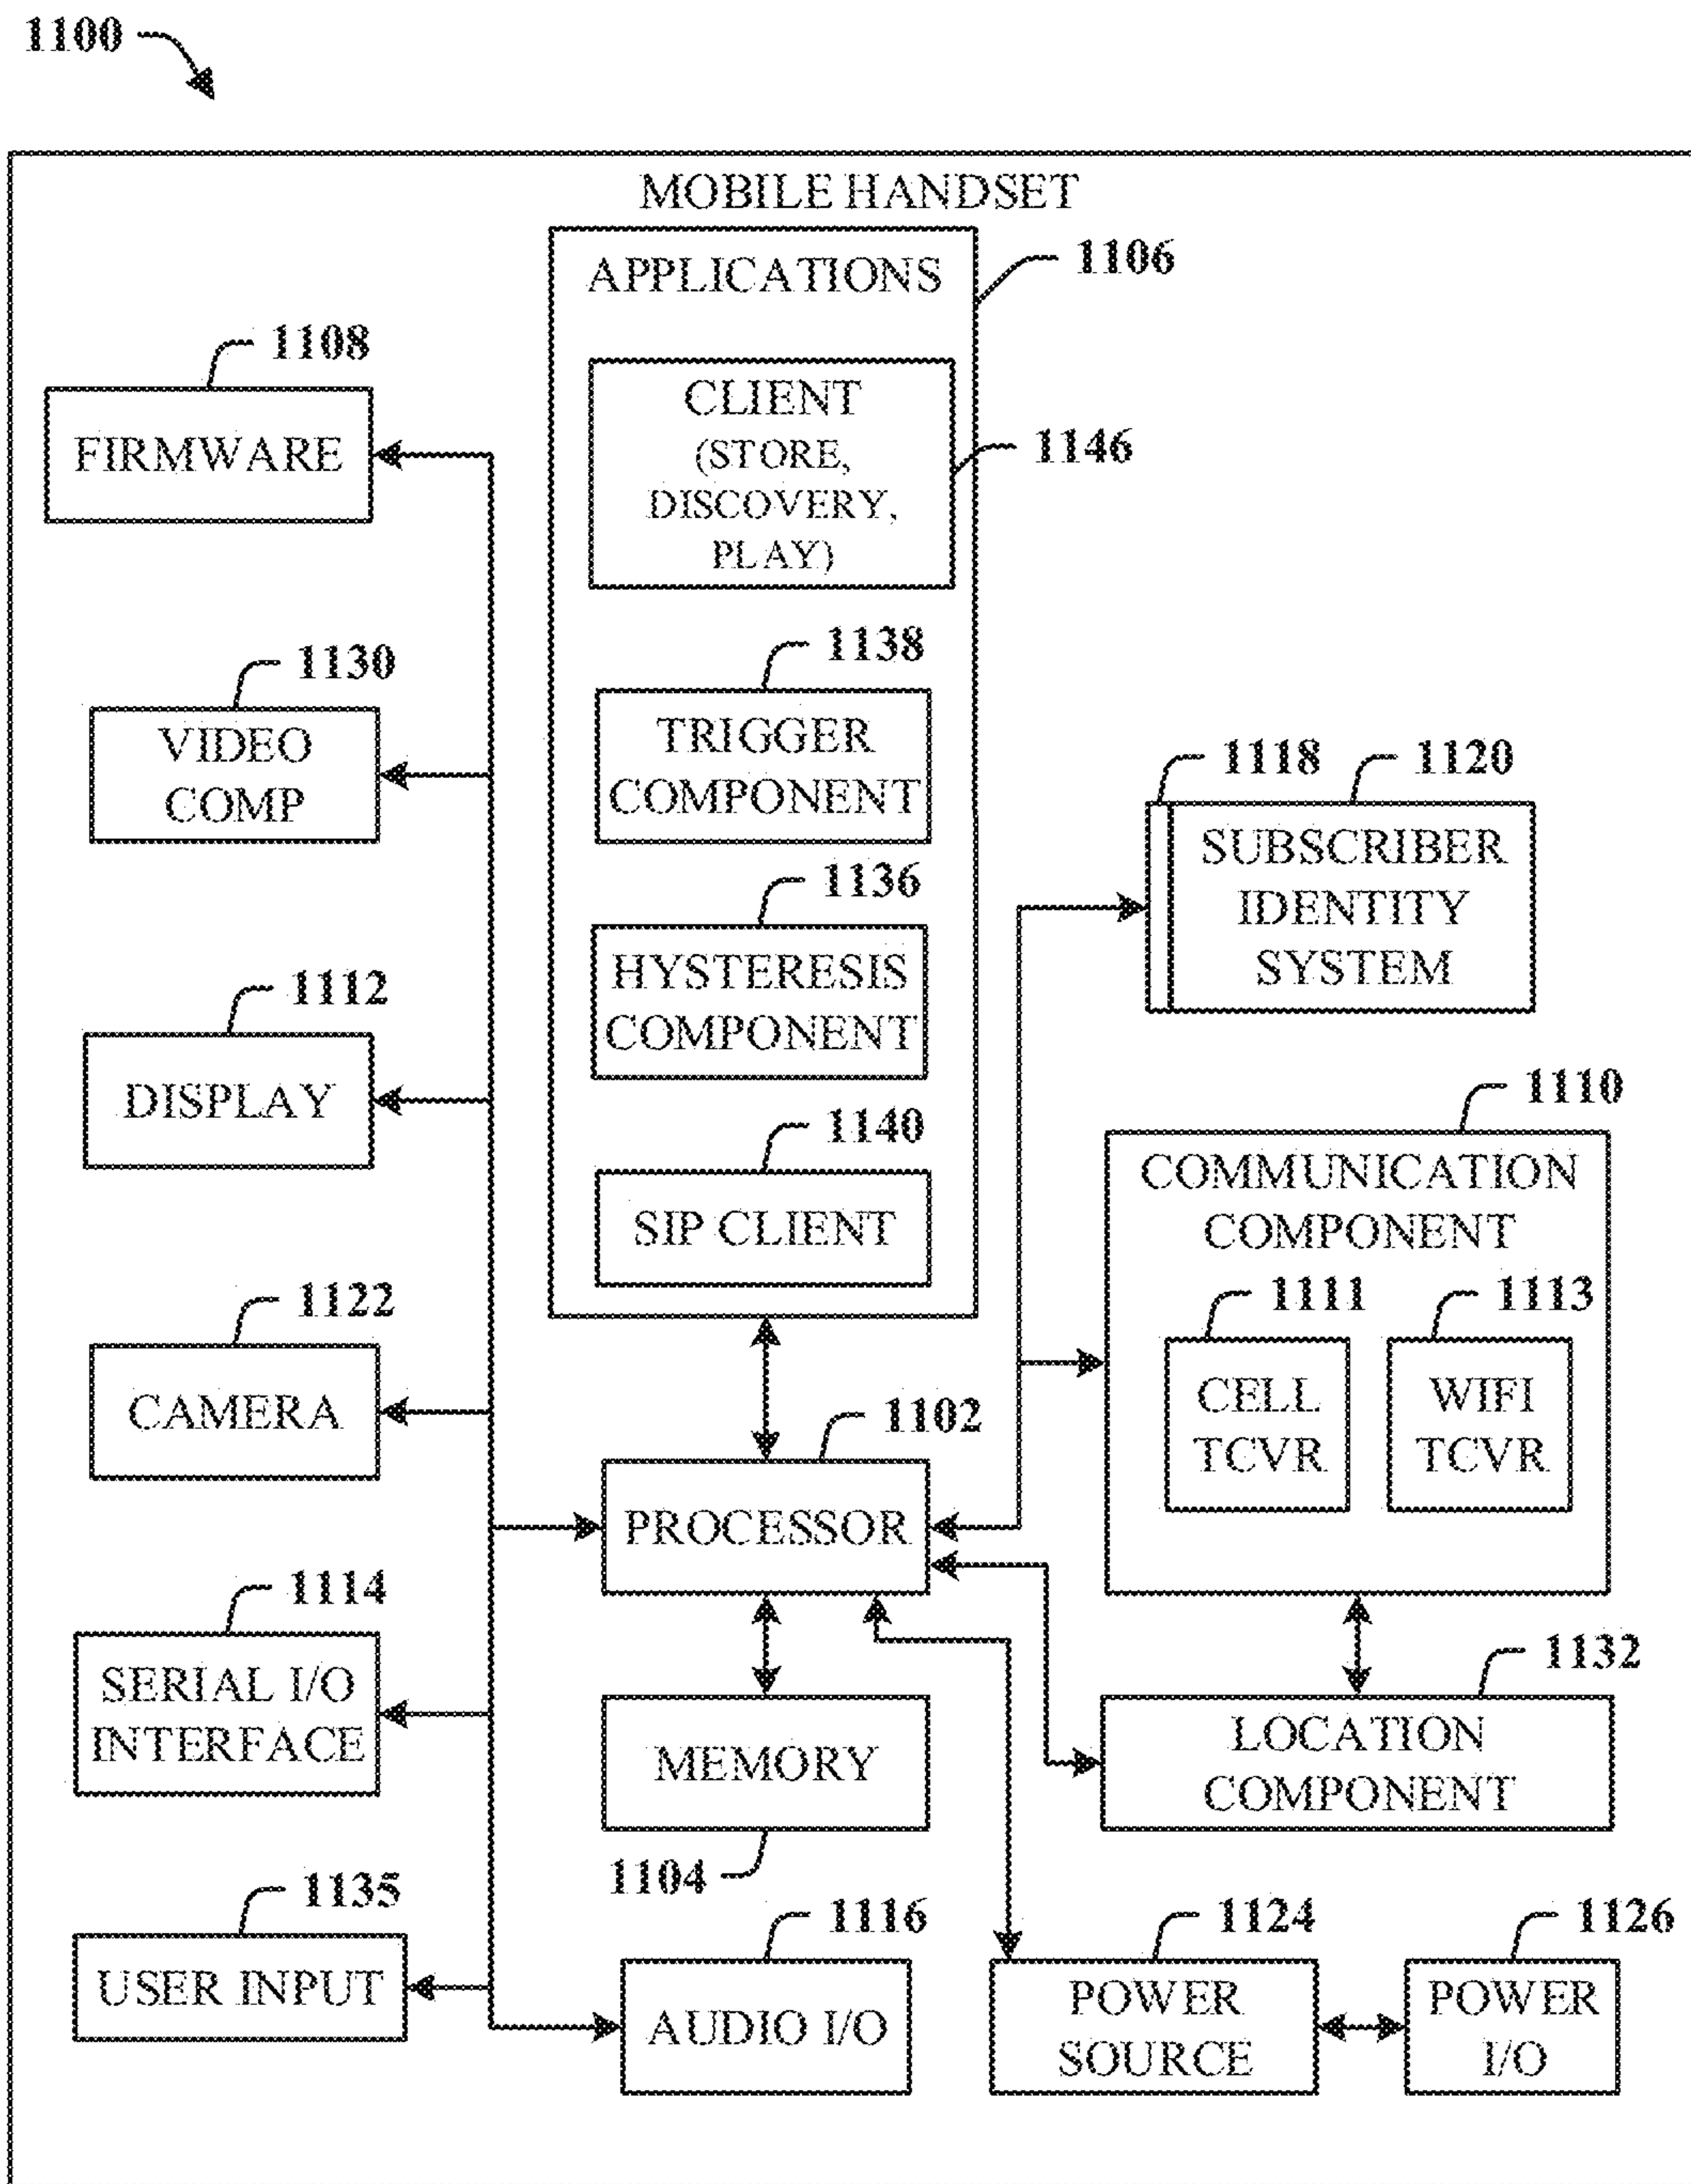 1100
MOBILE HANDSET
1106
APPLICATIONS
CLIENT
(STORE,
DISCOVERY,
PLAY)
1146
1138
TRIGGER
COMPONENT
1136
HYSTERESIS
COMPONENT
1140
SIP CLIENT
1108
FIRMWARE
1130
VIDEO
COMP
1112
DISPLAY
1122
CAMERA
1114
SERIAL I/O
INTERFACE
1135
USER INPUT
1102
PROCESSOR
MEMORY
1104
1116
AUDIO I/O
1118
1120
SUBSCRIBER
IDENTITY
SYSTEM
1110
COMMUNICATION
COMPONENT
1111
CELL
TCVR
1113
WIFI
TCVR
1132
LOCATION
COMPONENT
1124
POWER
SOURCE
1126
POWER
I/O